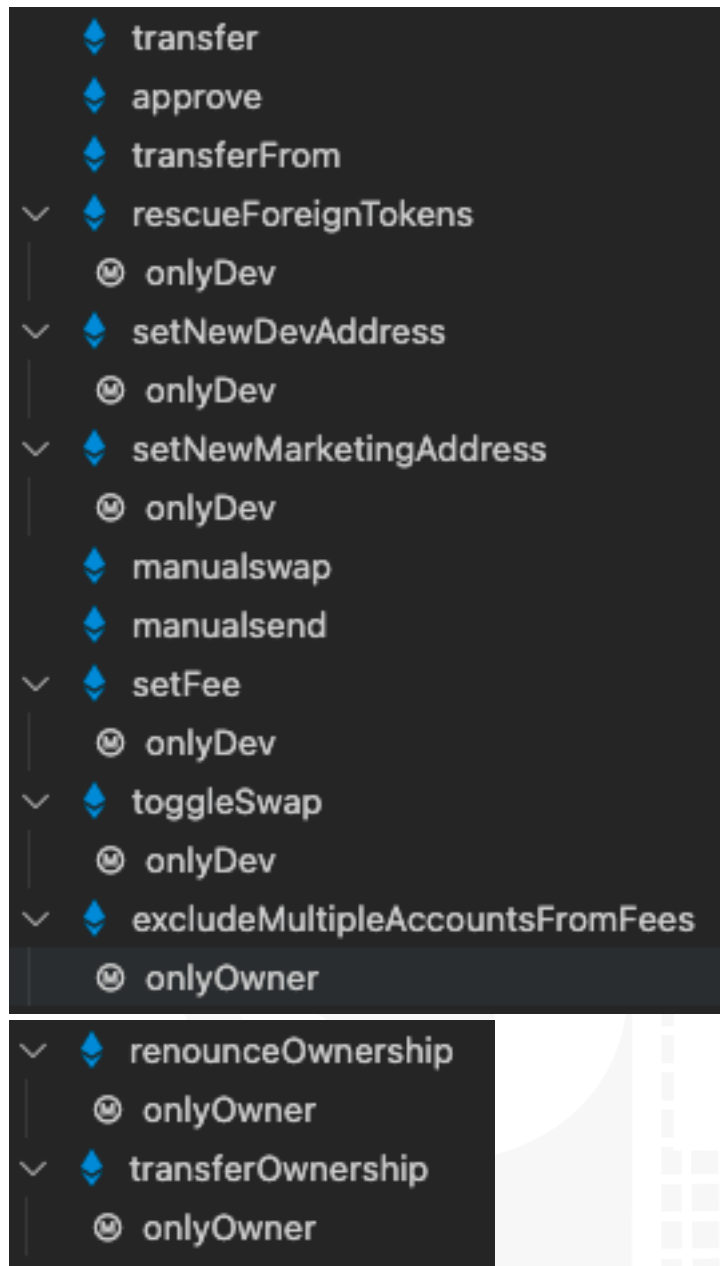 transfer
approve
transferFrom
rescueForeignTokens
onlyDev
setNewDevAddress
onlyDev
setNewMarketingAddress
onlyDev
manualswap
manualsend
setFee
onlyDev
toggleSwap
onlyDev
excludeMultipleAccountsFromFees
onlyOwner
renounceOwnership
onlyOwner
transferOwnership
onlyOwner